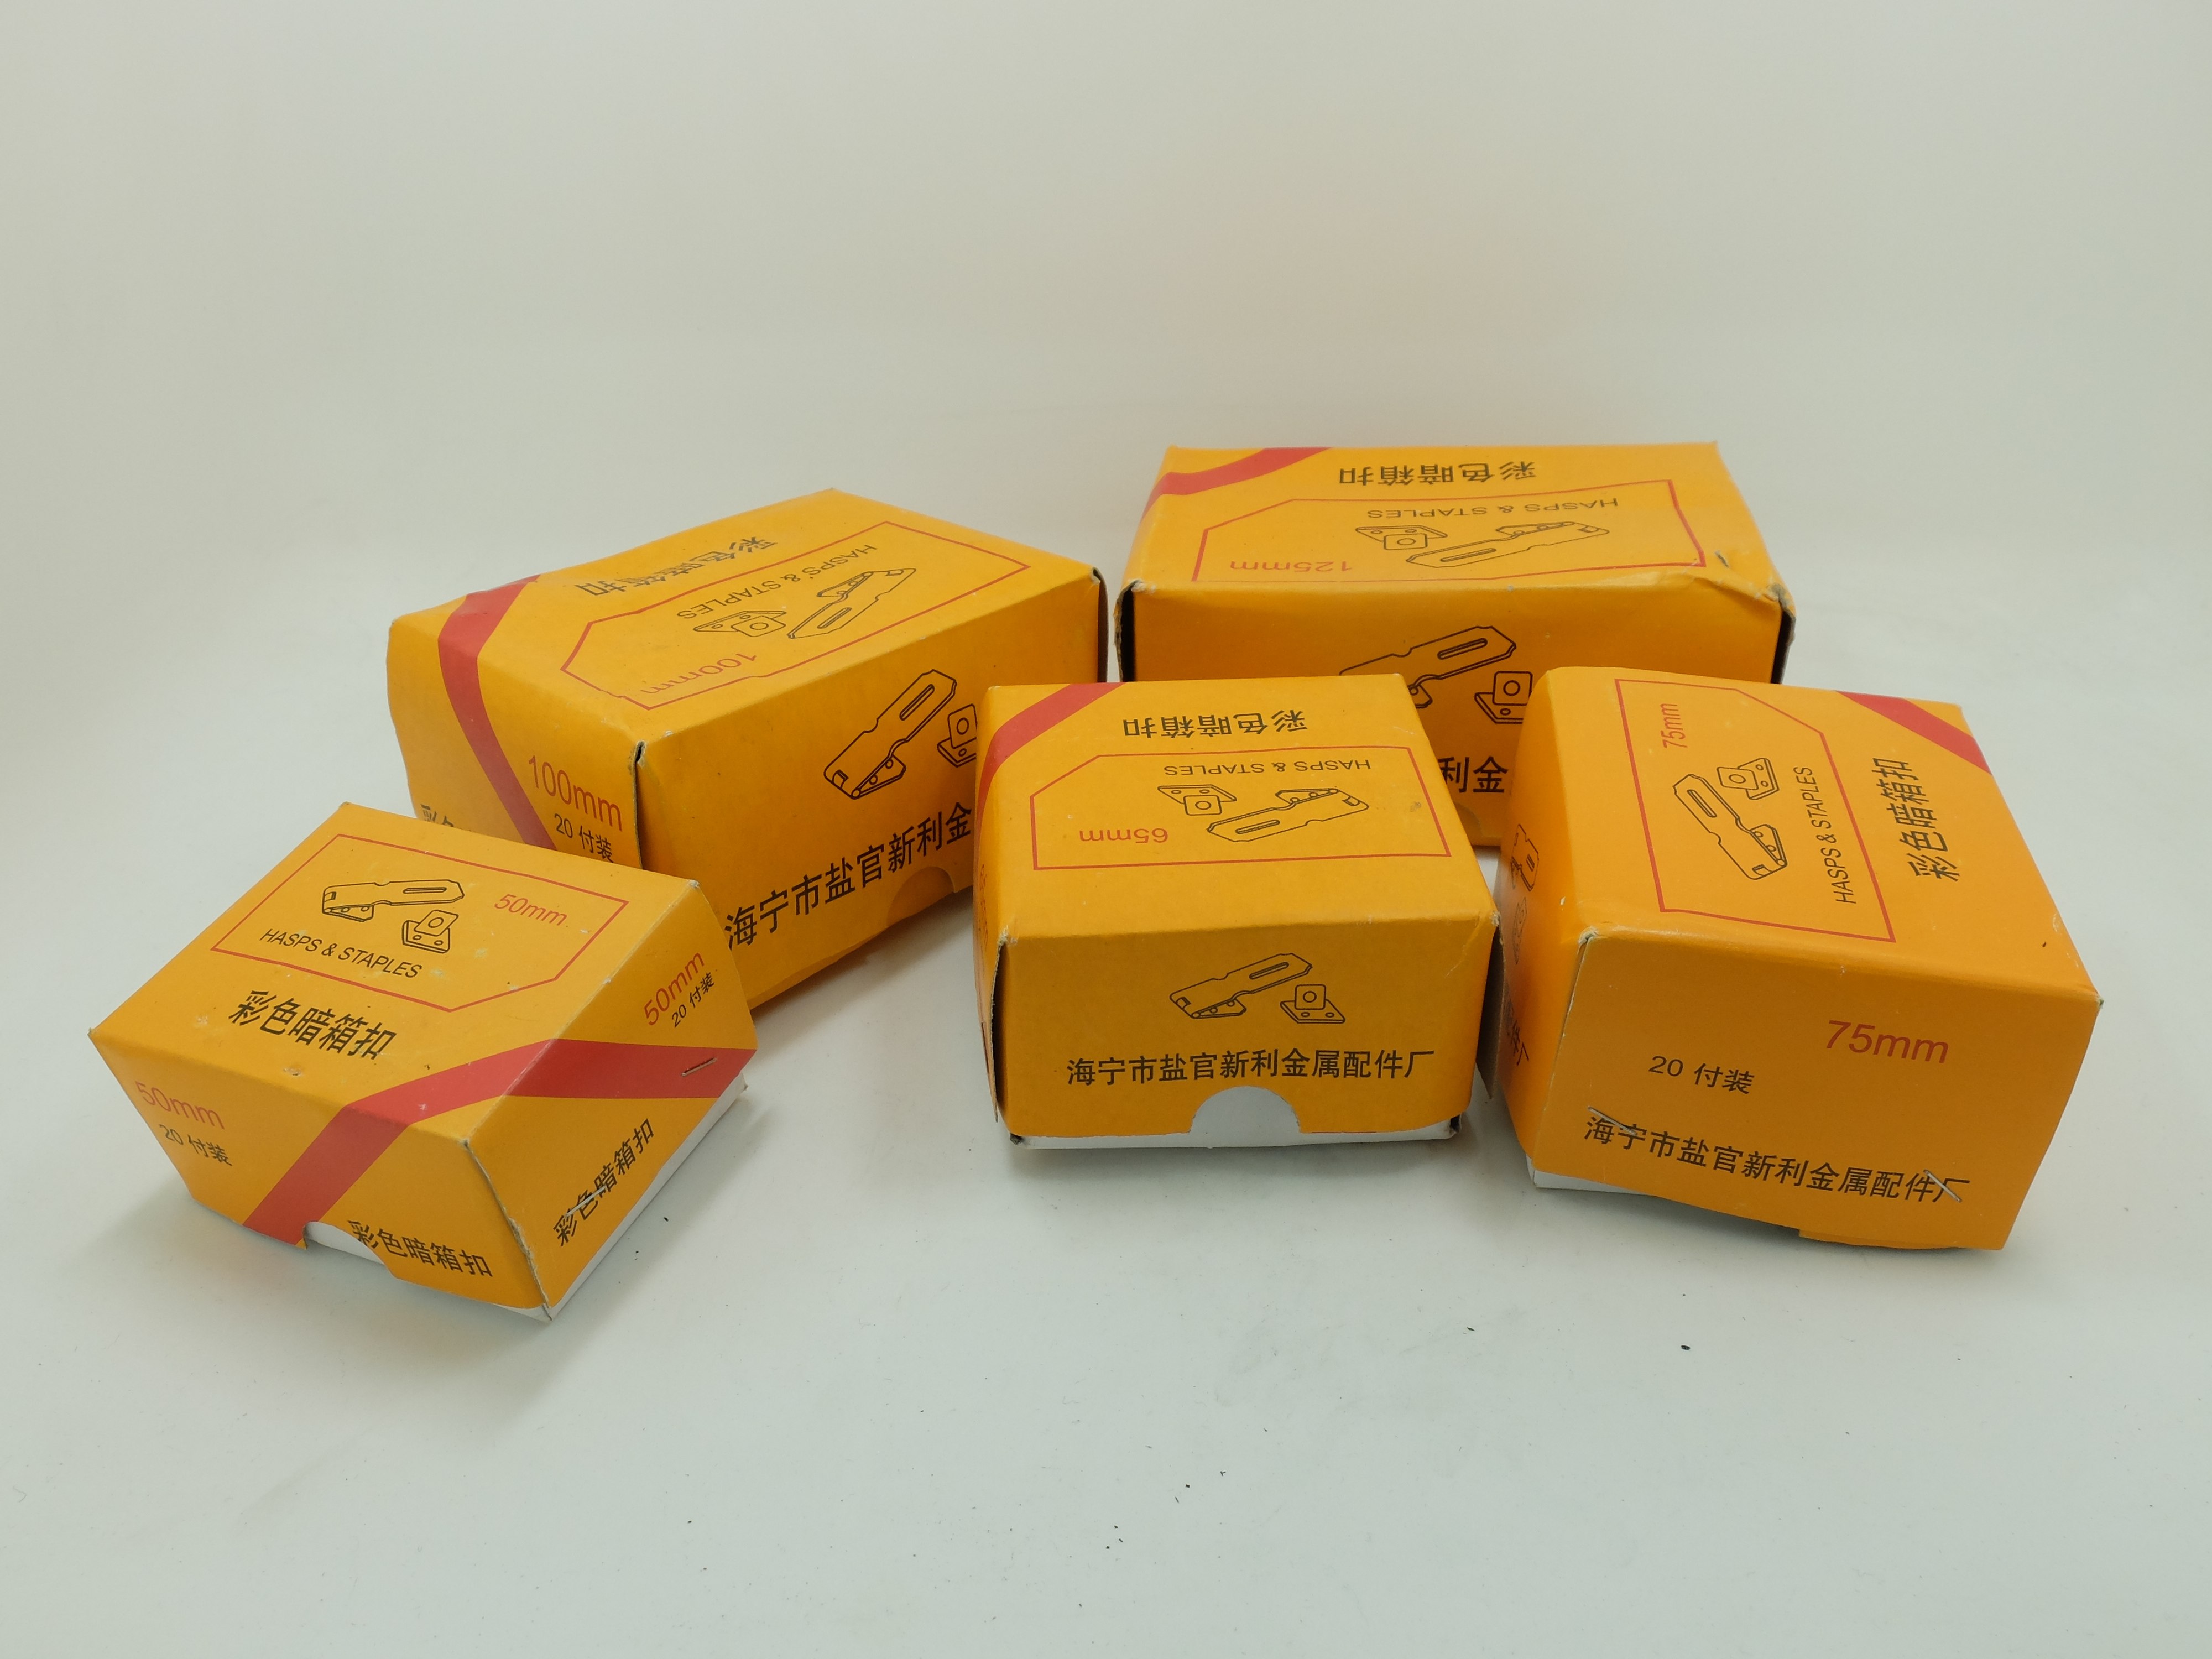 彩色暗箱扣
HASPS & STAPLES
100mm
100mm
20 付装
彩色
海宁市盐官新利金
彩色暗箱扣
HASPS & STAPLES
125mm
利金
50mm
HASPS & STAPLES
彩色暗箱扣
50mm
20 付装
50mm
20 付装
彩色暗箱扣
彩色暗箱扣
彩色暗箱扣
HASPS & STAPLES
65mm
海宁市盐官新利金属配件厂
75mm
HASPS & STAPLES
彩色暗箱扣
件厂
75mm
20 付装
海宁市盐官新利金属配件厂